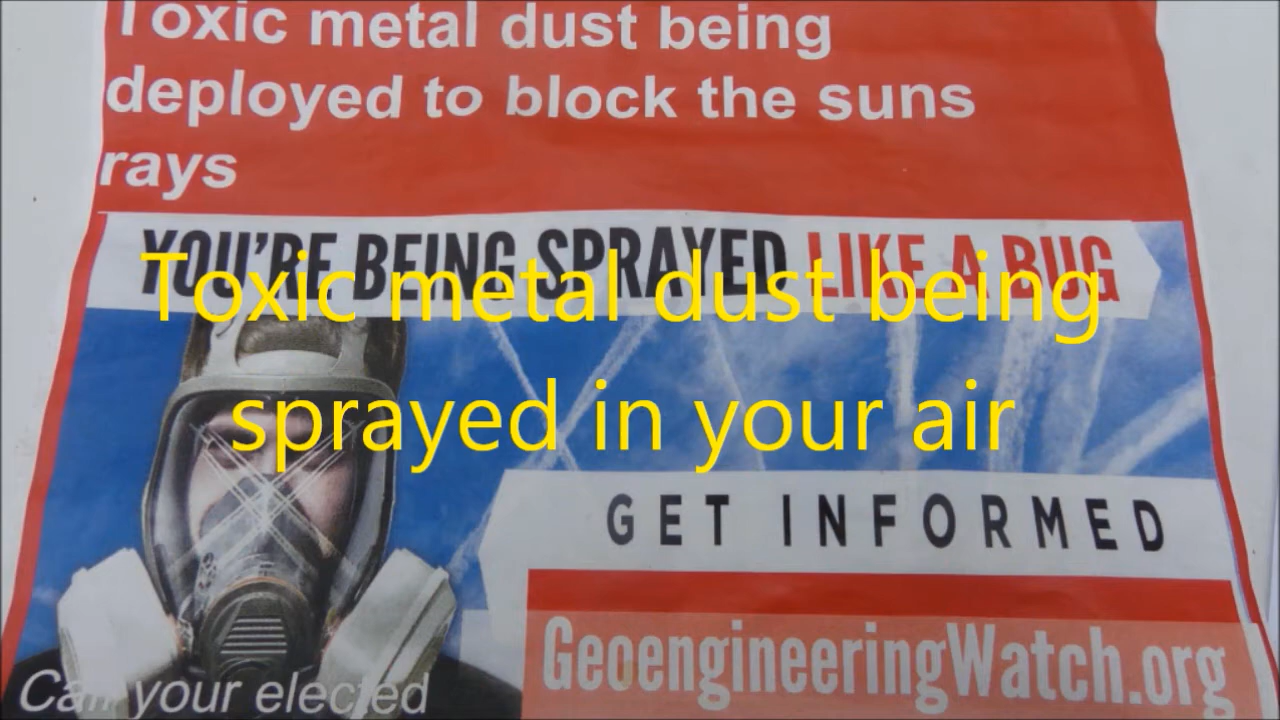 Toxic metal dust being
deployed to block the suns
rays
YOU'RE BEING SPRAYED LIKE A BUG
Toxic metal dust being
sprayed in your air
GET INFORMED
GeoengineeringWatch.org
Call your elected